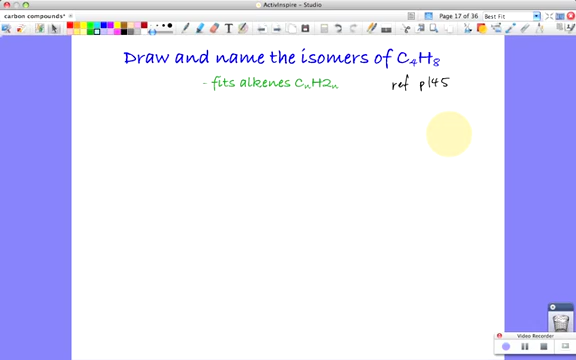 ActivInspire – Studio
carbon compounds*
Page 17 of 36
Best Fit
Draw and name the isomers of C₄H₈
- fits alkenes CₙH2ₙ
ref p145
Video Recorder